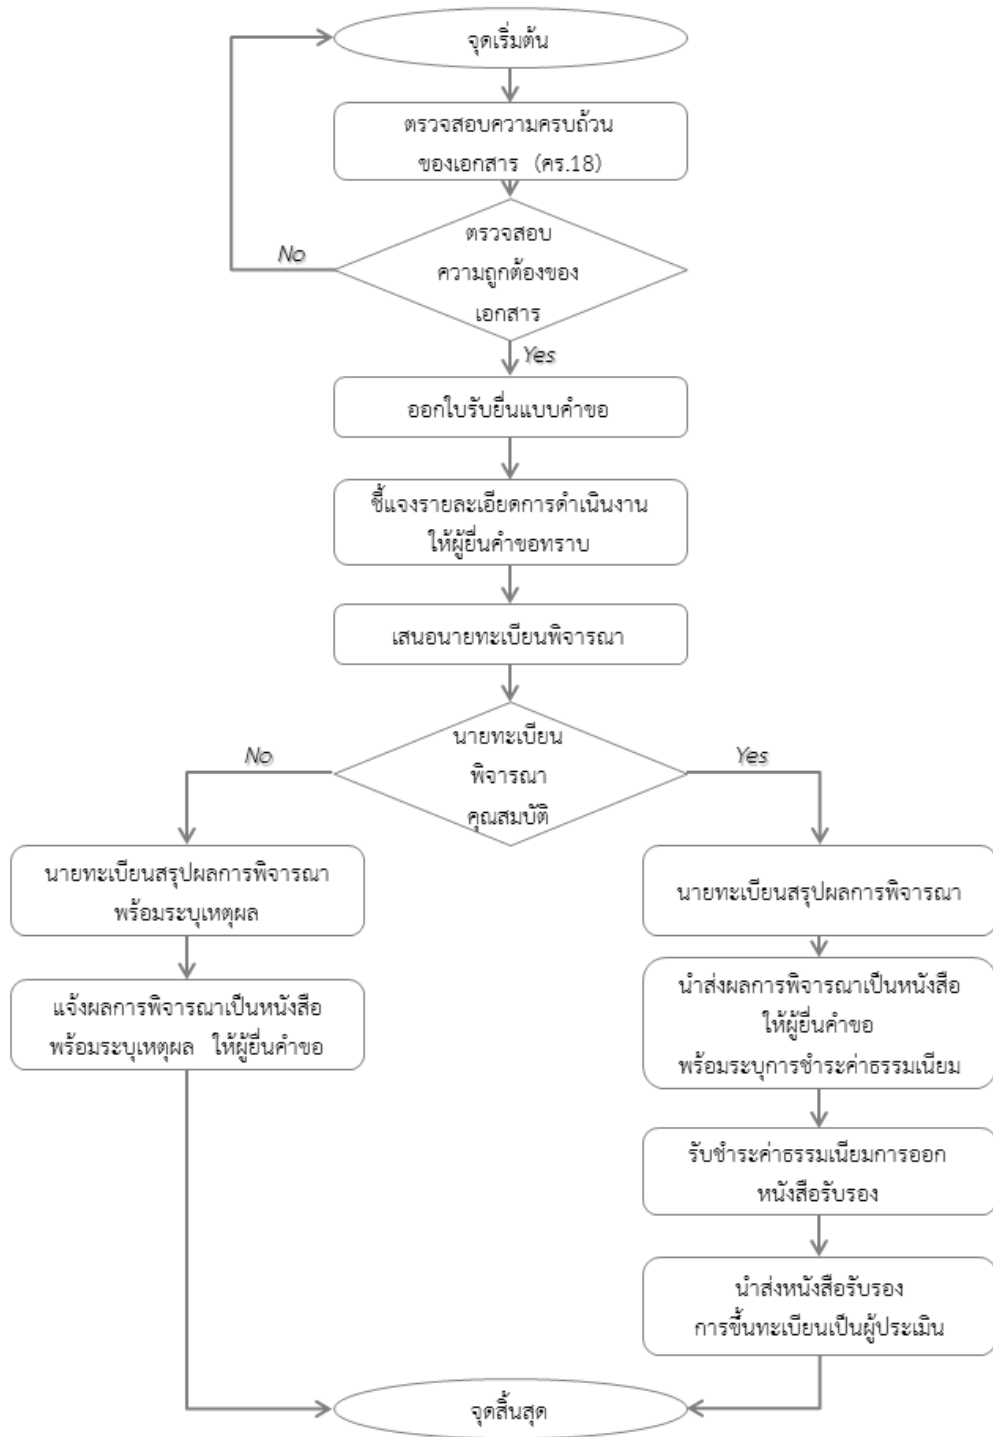 จุดเริ่มต้น
ตรวจสอบความครบถ้วน
ของเอกสาร (คร.18)
ตรวจสอบ
ความถูกต้องของ
เอกสาร
No
Yes
ออกใบรับยื่นแบบคำขอ
ชี้แจงรายละเอียดการดำเนินงาน
ให้ผู้ยื่นคำขอทราบ
เสนอนายทะเบียนพิจารณา
นายทะเบียน
พิจารณา
คุณสมบัติ
No
Yes
นายทะเบียนสรุปผลการพิจารณา
พร้อมระบุเหตุผล
แจ้งผลการพิจารณาเป็นหนังสือ
พร้อมระบุเหตุผล ให้ผู้ยื่นคำขอ
นายทะเบียนสรุปผลการพิจารณา
นำส่งผลการพิจารณาเป็นหนังสือ
ให้ผู้ยื่นคำขอ
พร้อมระบุการชำระค่าธรรมเนียม
รับชำระค่าธรรมเนียมการออก
หนังสือรับรอง
นำส่งหนังสือรับรอง
การขึ้นทะเบียนเป็นผู้ประเมิน
จุดสิ้นสุด